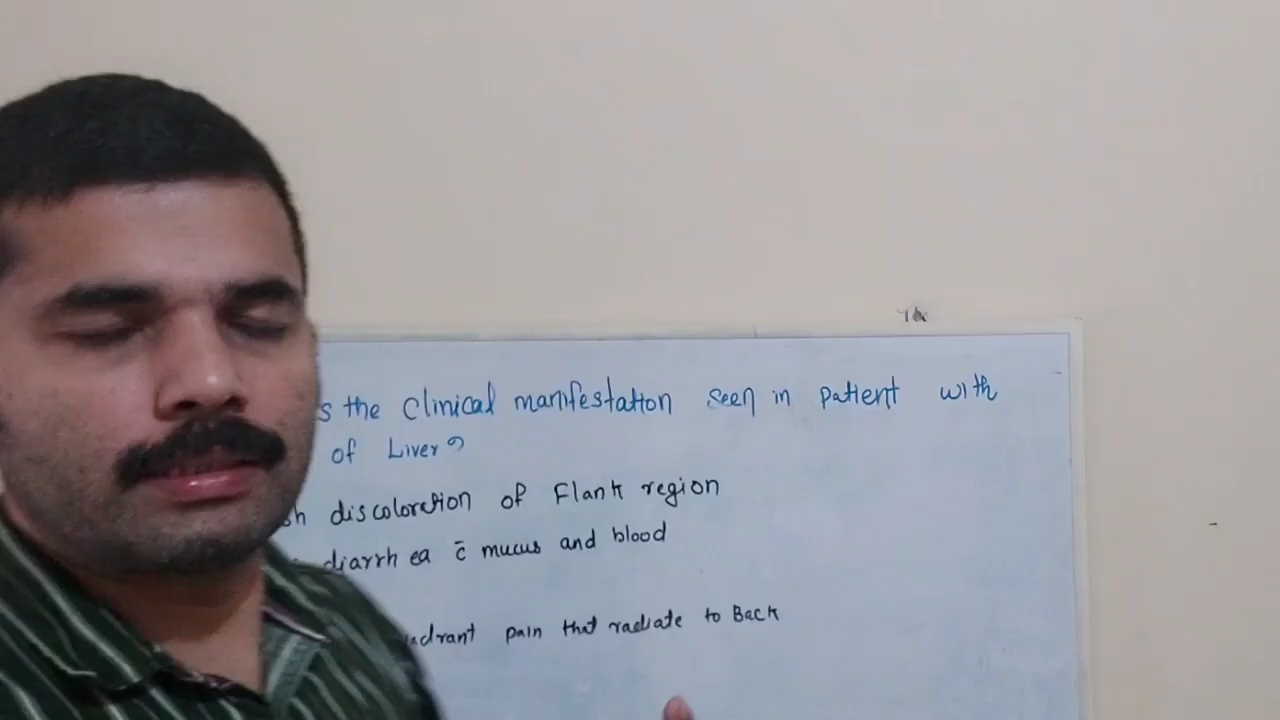 the clinical manifestation seen in patient with
of Liver?
discoloration of Flank region
diarrhea c̄ mucus and blood
pain that radiate to Back